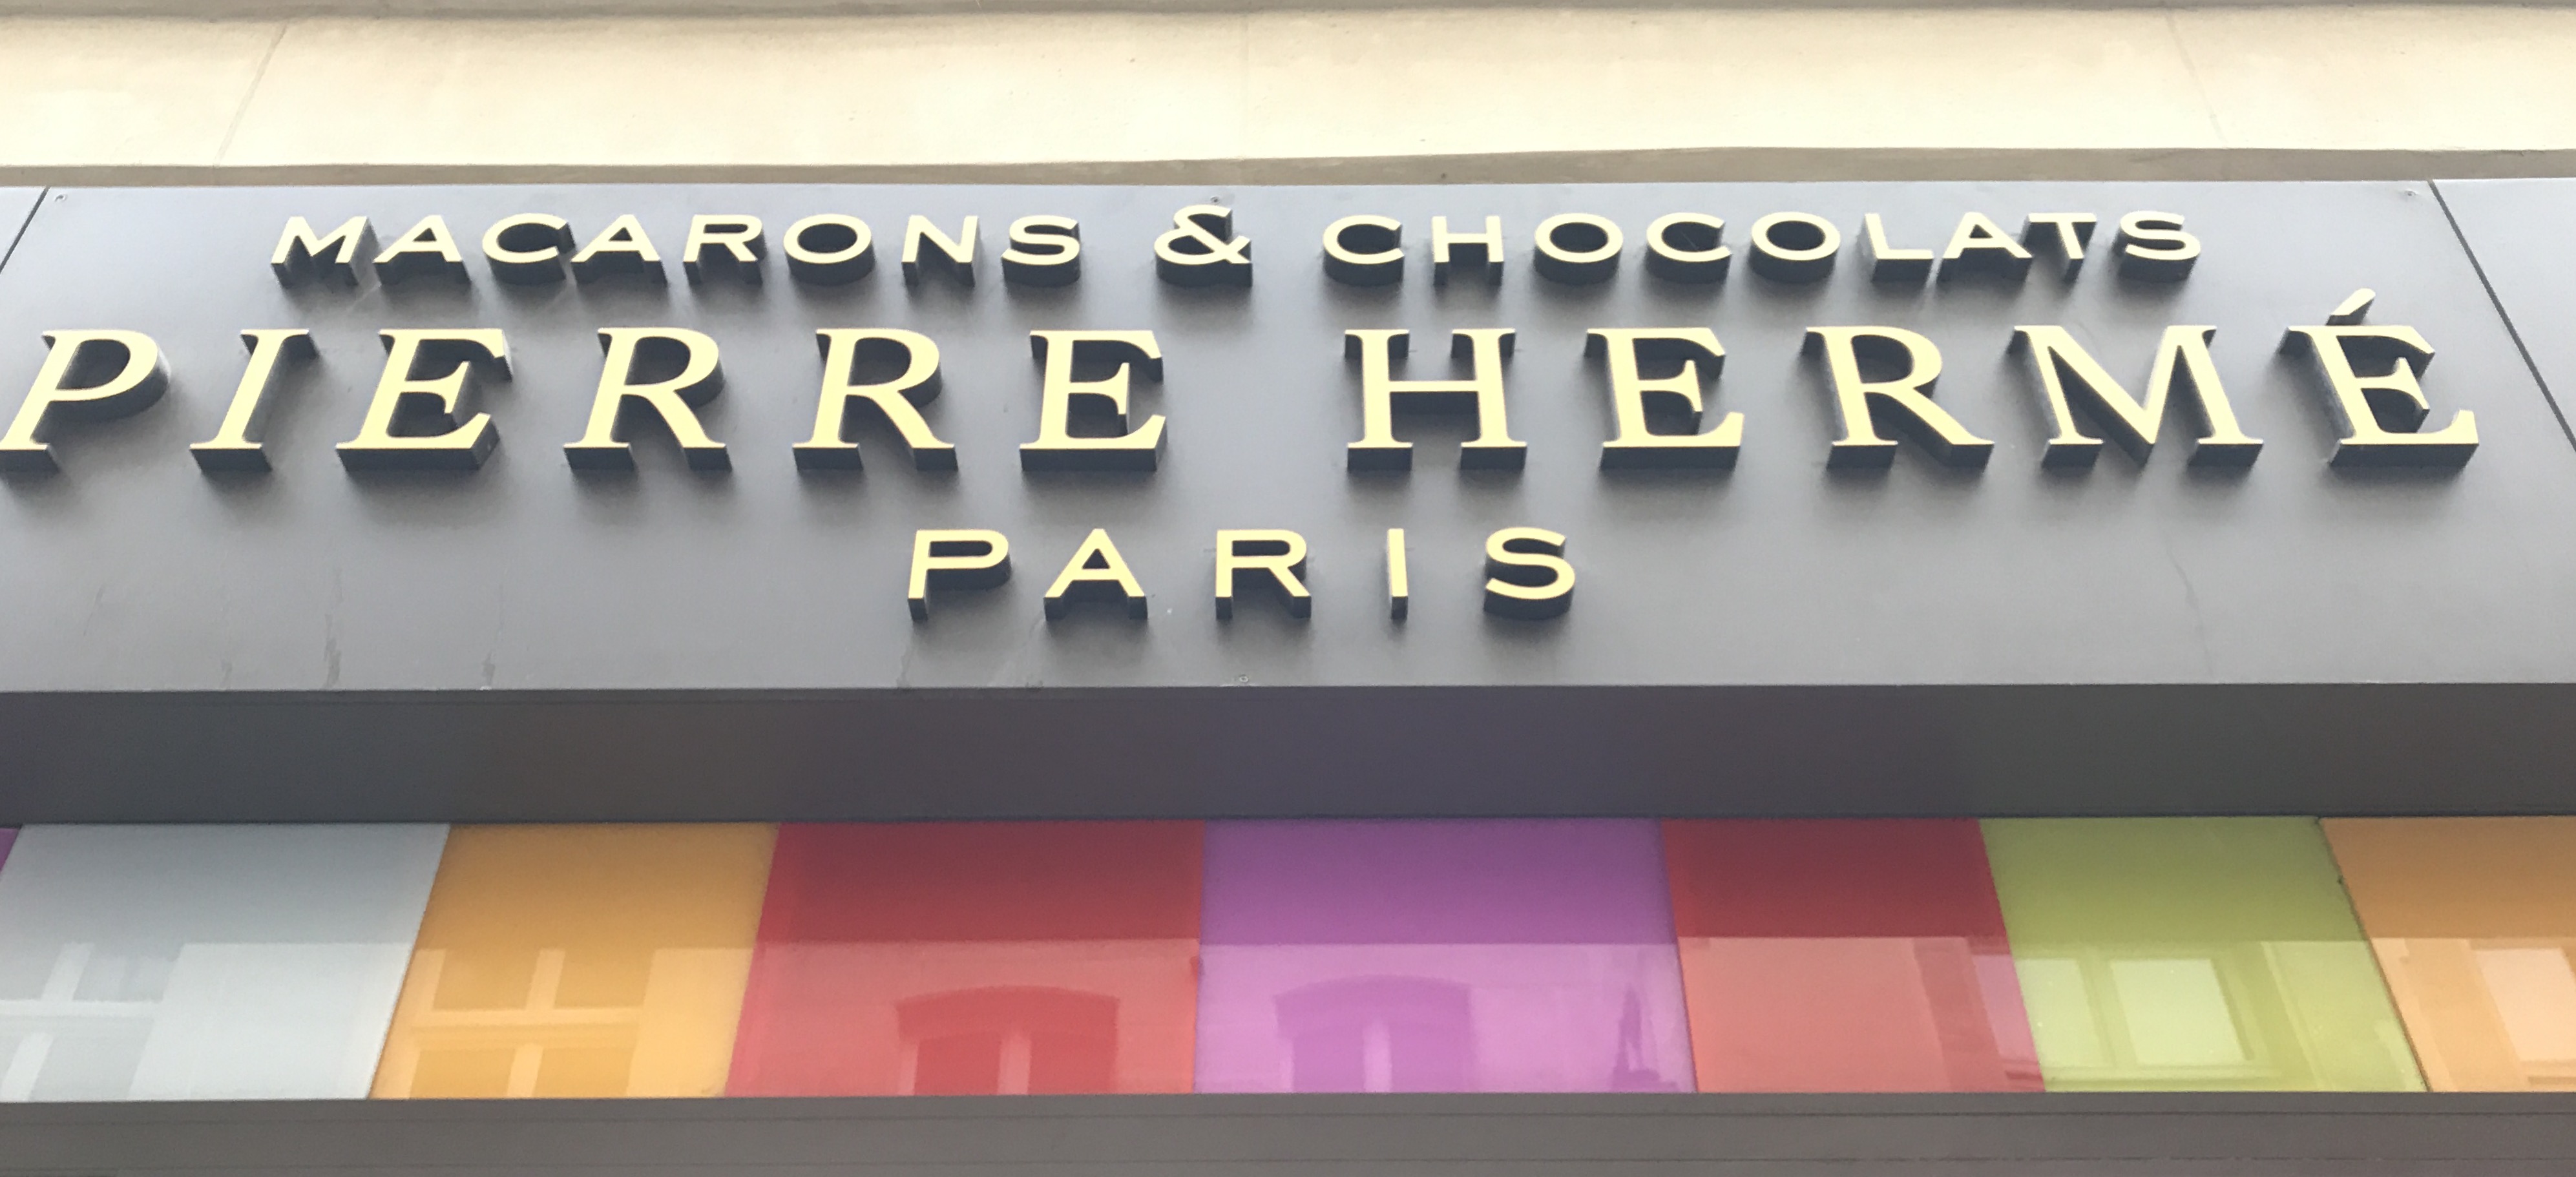 MACARONS & CHOCOLATS
PIERRE HERMÉ
PARIS